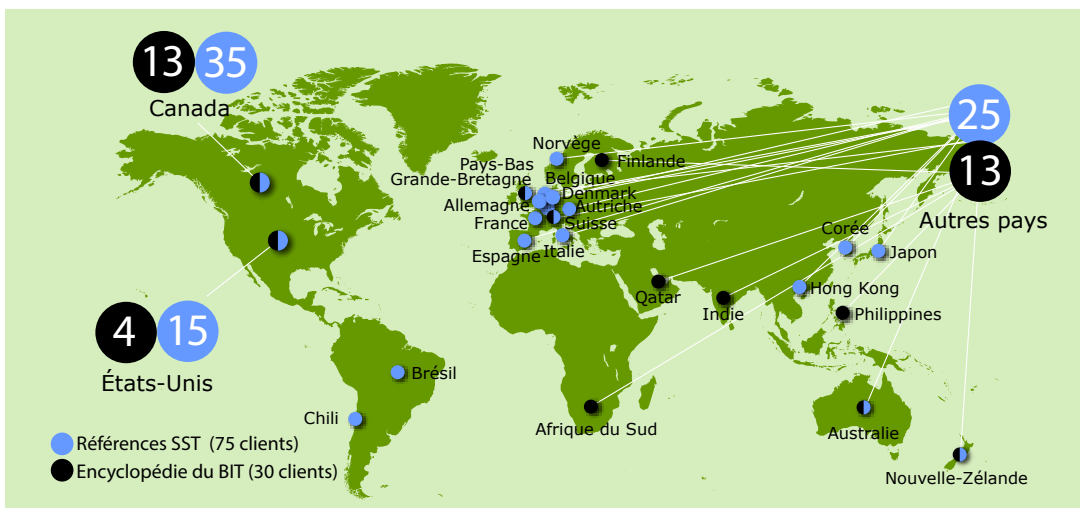 13 35
Canada
25
13
Autres pays
Norvège
Finlande
Pays-Bas
Grande-Bretagne
Belgique
Denmark
Allemagne
Autriche
France
Suisse
Espagne
Italie
Corée
Japon
Qatar
Indie
Hong Kong
Philippines
4 15
États-Unis
Brésil
Chili
Afrique du Sud
Australie
Nouvelle-Zélande
Références SST (75 clients)
Encyclopédie du BIT (30 clients)